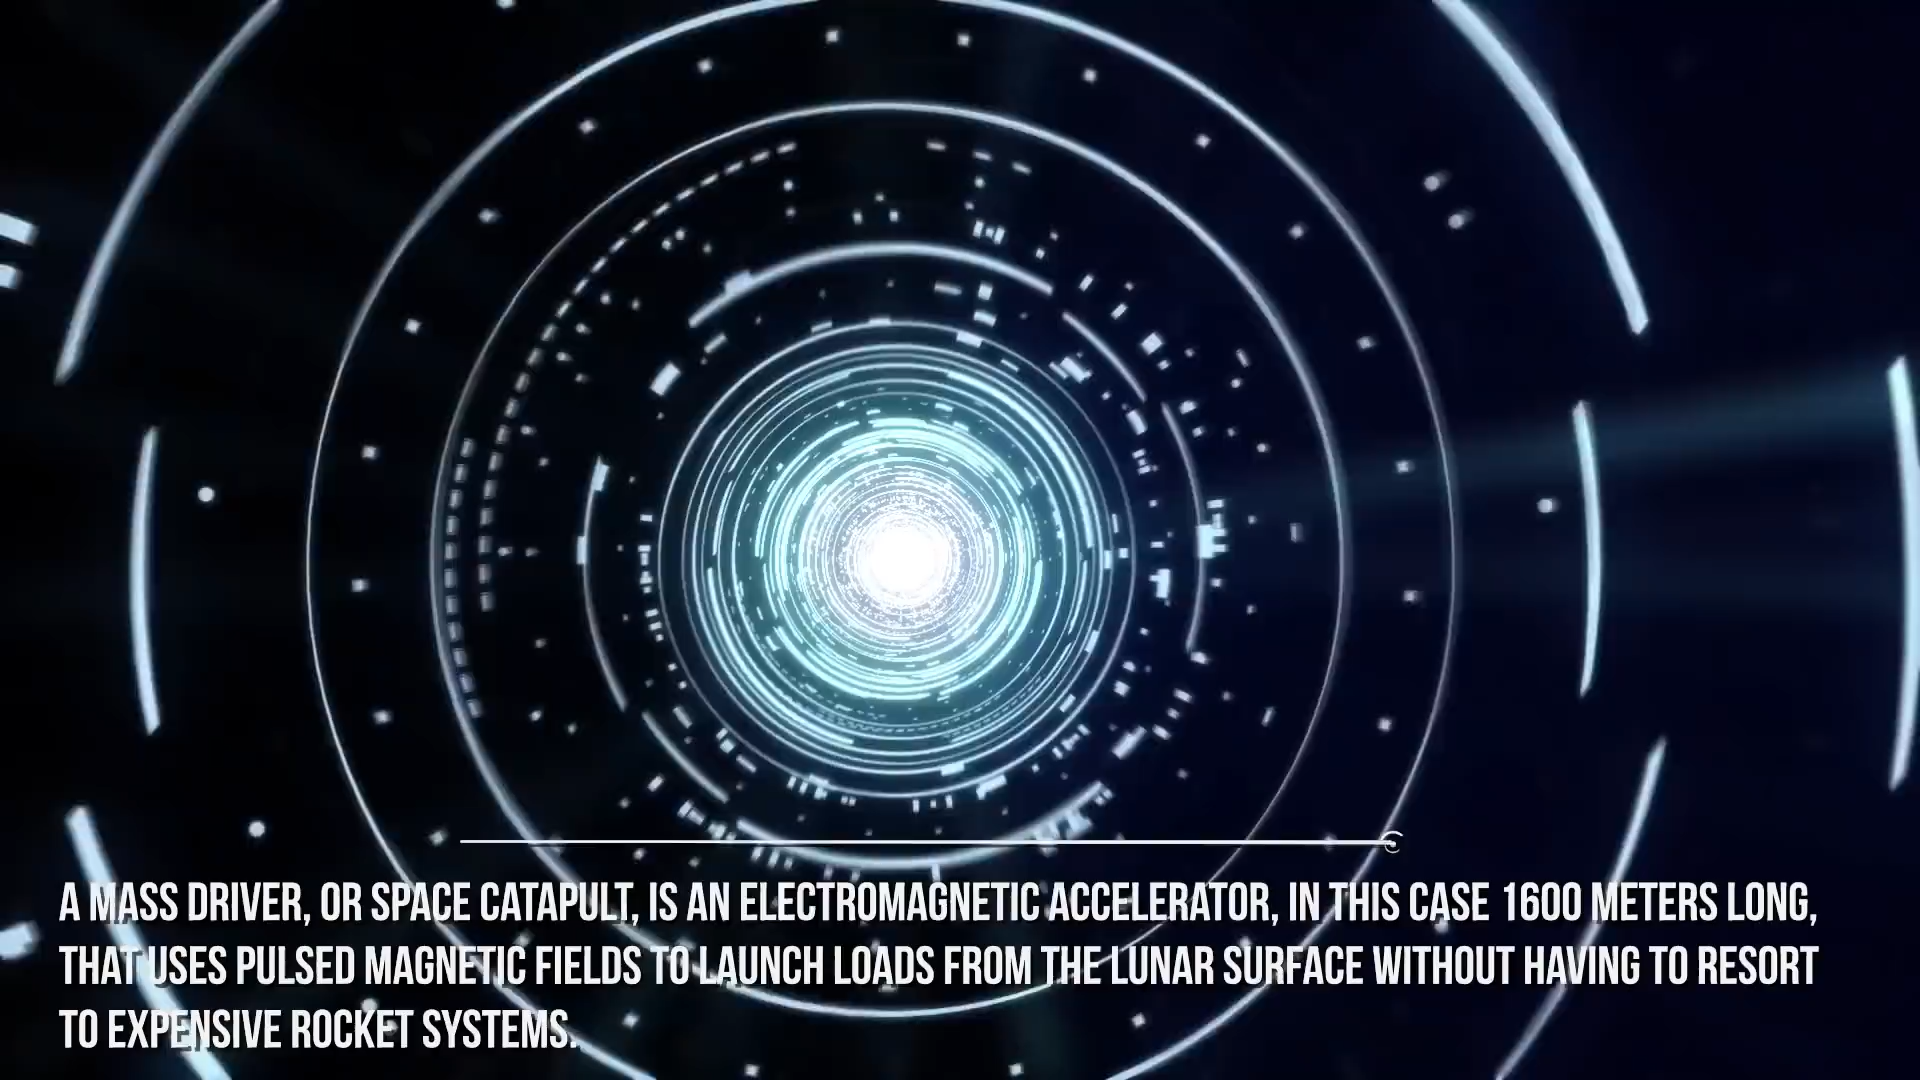 A MASS DRIVER, OR SPACE CATAPULT, IS AN ELECTROMAGNETIC ACCELERATOR, IN THIS CASE 1600 METERS LONG,
THAT USES PULSED MAGNETIC FIELDS TO LAUNCH LOADS FROM THE LUNAR SURFACE WITHOUT HAVING TO RESORT
TO EXPENSIVE ROCKET SYSTEMS.